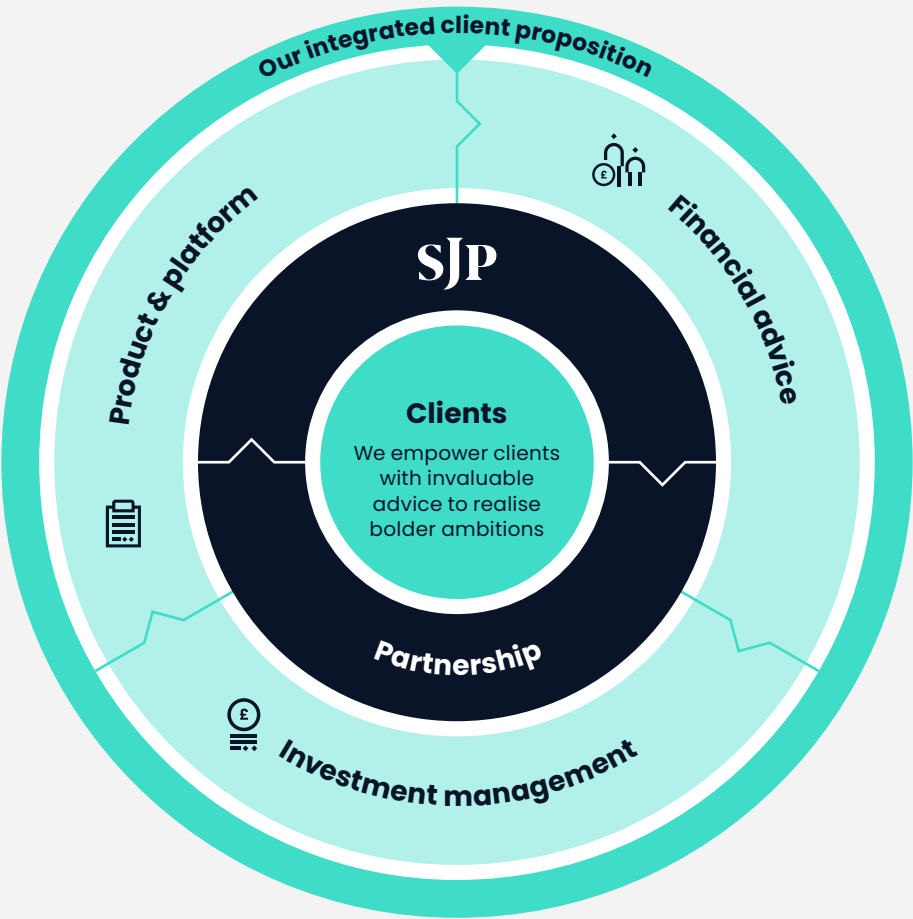 Our integrated client proposition
Product & platform
Financial advice
£
SJP
Clients
We empower clients
with invaluable
advice to realise
bolder ambitions
Partnership
£
Investment management